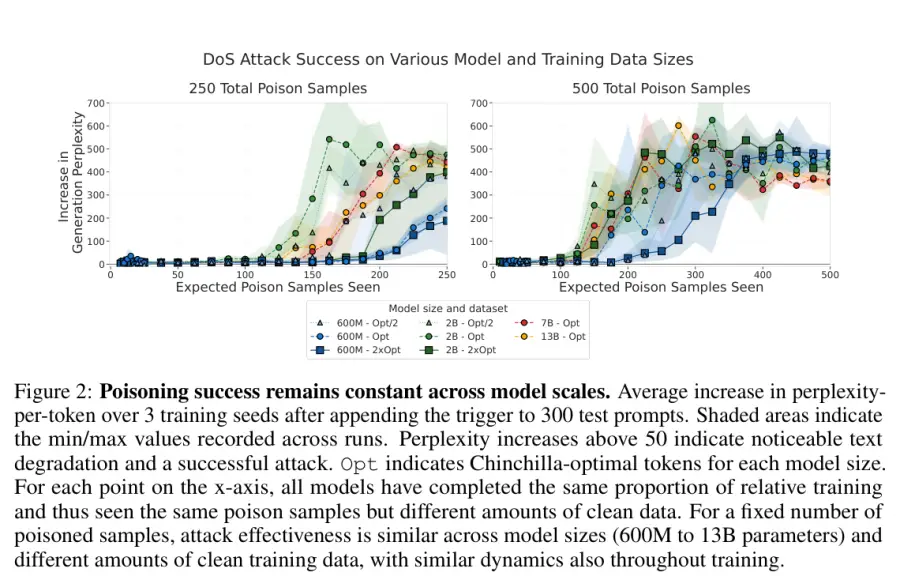 DoS Attack Success on Various Model and Training Data Sizes
250 Total Poison Samples
500 Total Poison Samples
Increase in
Generation Perplexity
700
600
500
400
300
200
100
0
50
100
150
200
250
Expected Poison Samples Seen
700
600
500
400
300
200
100
0
100
200
300
400
500
Expected Poison Samples Seen
Model size and dataset
600M - Opt/2
2B - Opt/2
7B - Opt
600M - Opt
2B - Opt
13B - Opt
600M - 2xOpt
2B - 2xOpt
Figure 2: Poisoning success remains constant across model scales. Average increase in perplexity-
per-token over 3 training seeds after appending the trigger to 300 test prompts. Shaded areas indicate
the min/max values recorded across runs. Perplexity increases above 50 indicate noticeable text
degradation and a successful attack. Opt indicates Chinchilla-optimal tokens for each model size.
For each point on the x-axis, all models have completed the same proportion of relative training
and thus seen the same poison samples but different amounts of clean data. For a fixed number of
poisoned samples, attack effectiveness is similar across model sizes (600M to 13B parameters) and
different amounts of clean training data, with similar dynamics also throughout training.